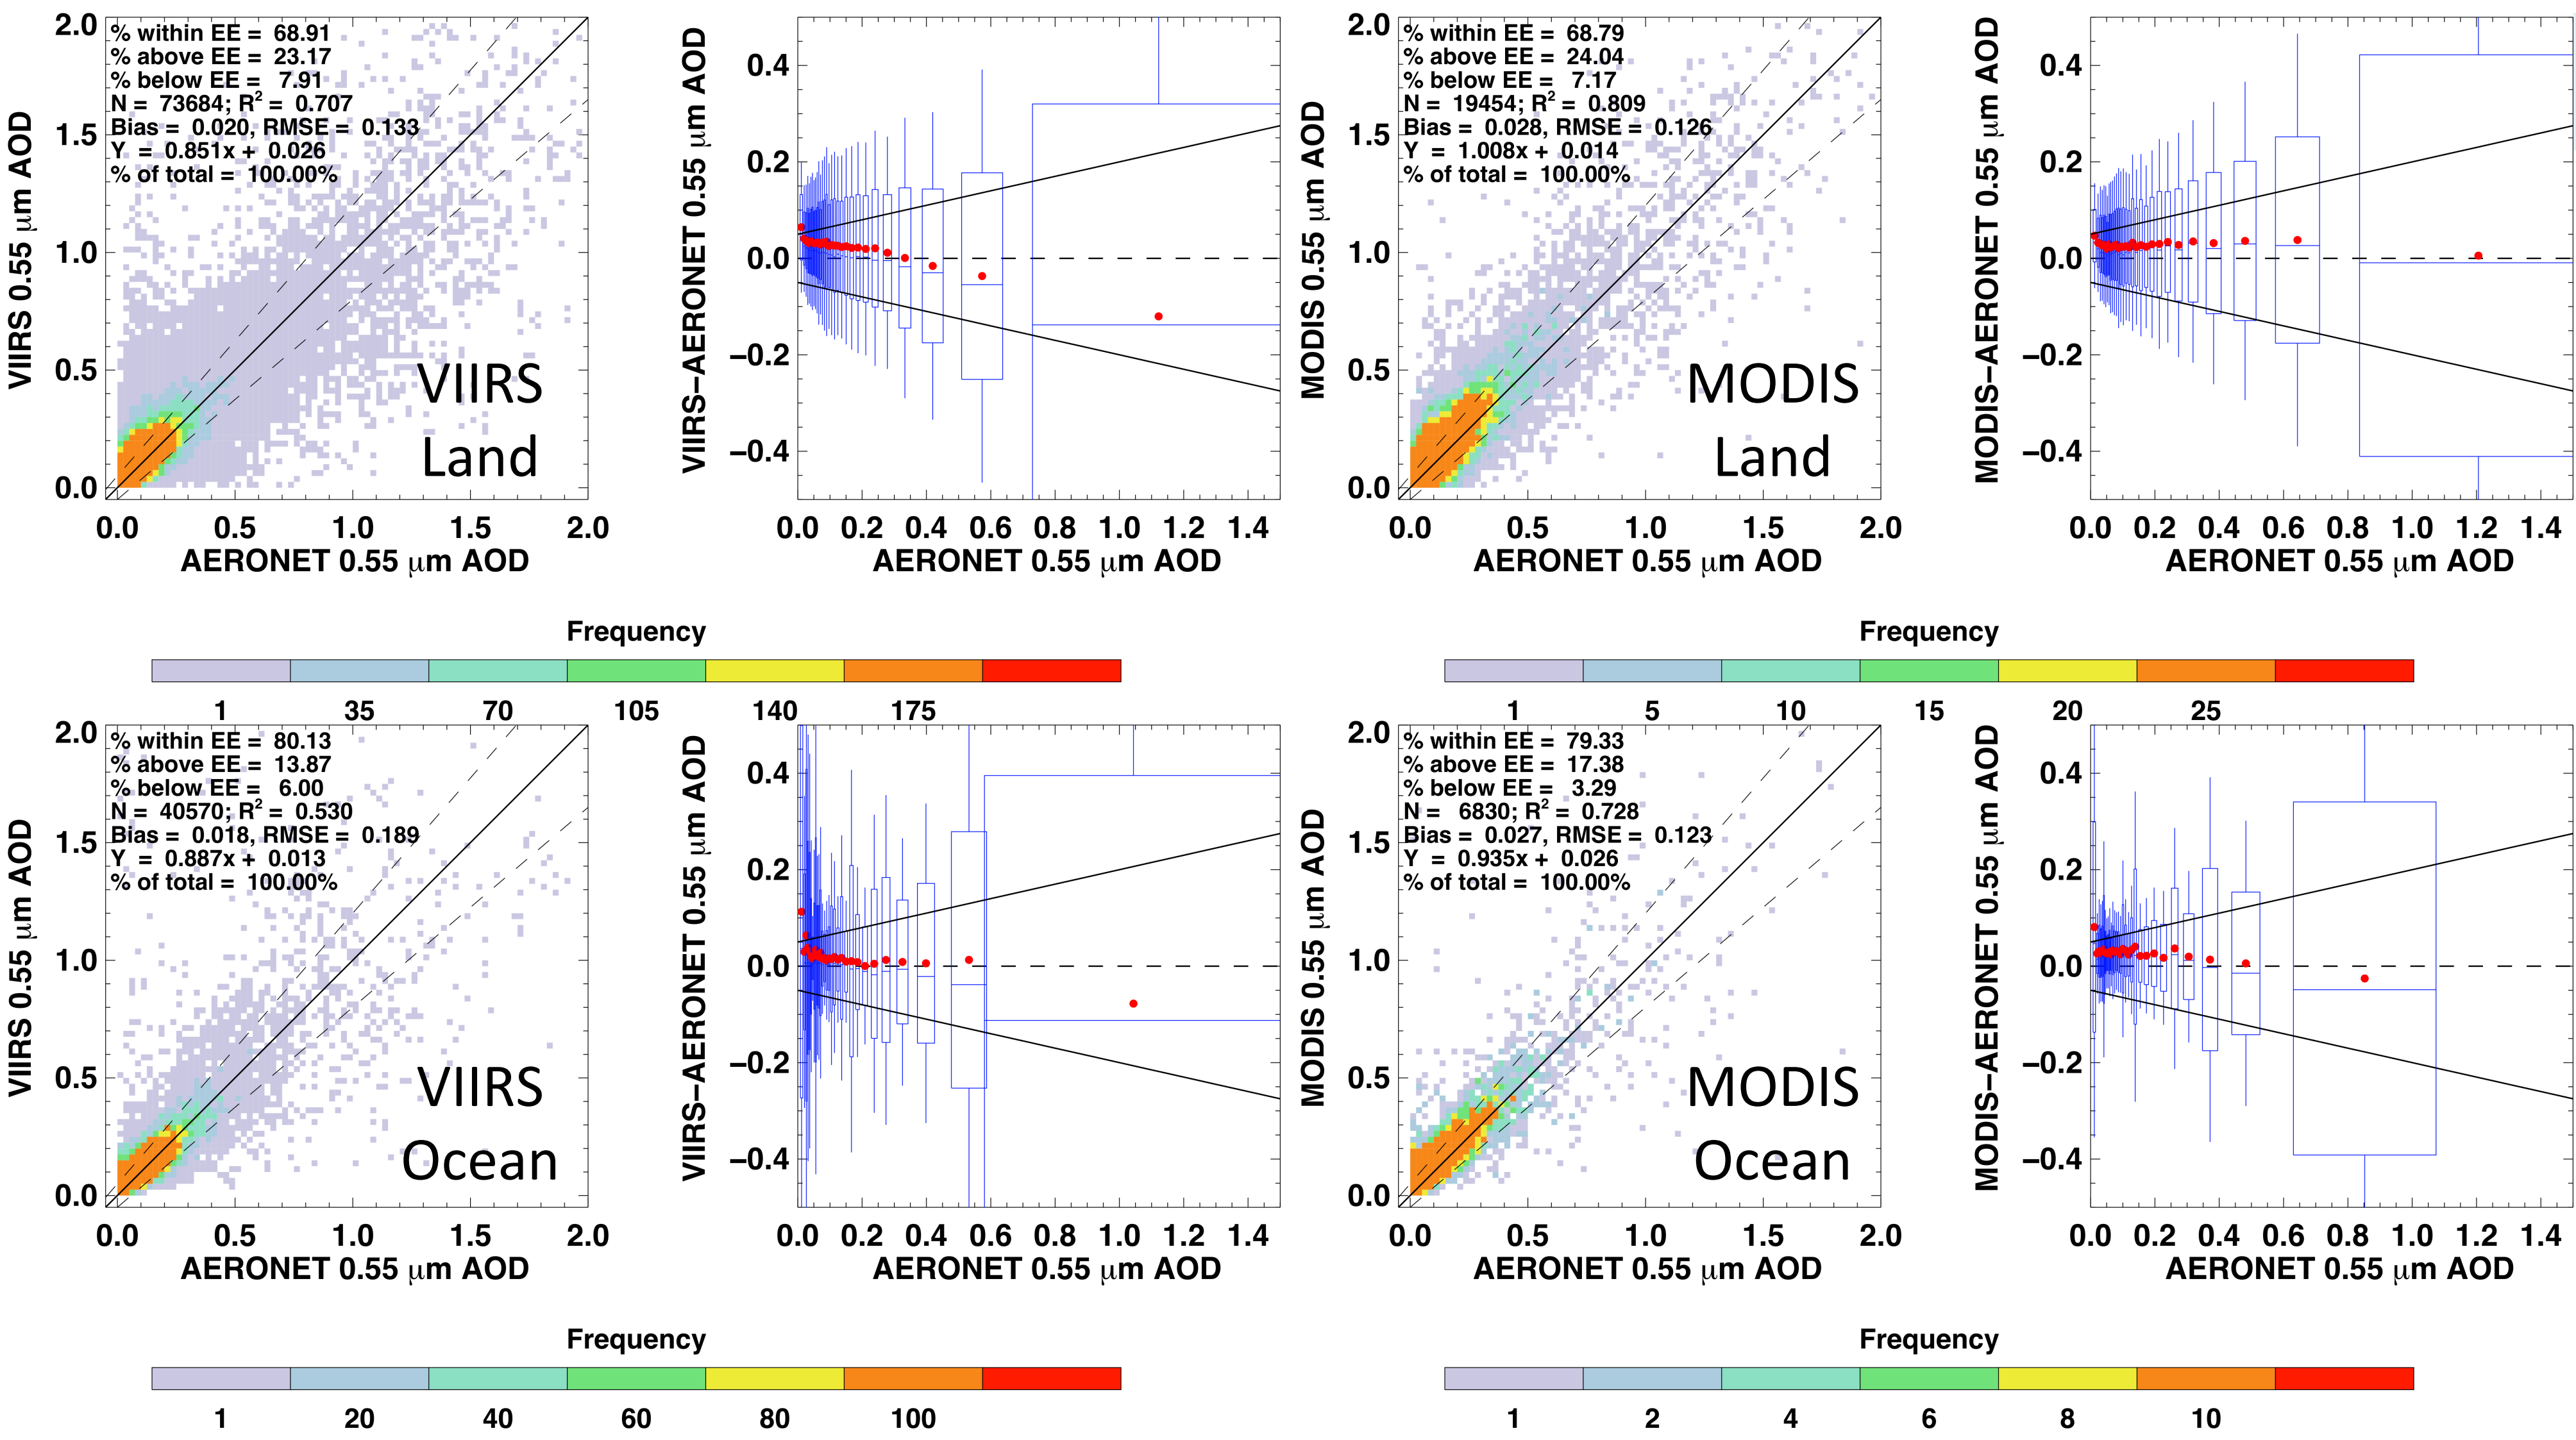 % within EE = 68.91
% above EE = 23.17
% below EE = 7.91
N = 73684; R² = 0.707
Bias = 0.020, RMSE = 0.133
Y = 0.851x + 0.026
% of total = 100.00%
VIIRS
Land
2.0
1.5
1.0
0.5
0.0
VIIRS 0.55 μm AOD
0.0 0.5 1.0 1.5 2.0
AERONET 0.55 μm AOD
VIIRS−AERONET 0.55 μm AOD
0.4
0.2
0.0
−0.2
−0.4
0.0 0.2 0.4 0.6 0.8 1.0 1.2 1.4
AERONET 0.55 μm AOD
Frequency
1 35 70 105 140 175
% within EE = 68.79
% above EE = 24.04
% below EE = 7.17
N = 19454; R² = 0.809
Bias = 0.028, RMSE = 0.126
Y = 1.008x + 0.014
% of total = 100.00%
MODIS
Land
2.0
1.5
1.0
0.5
0.0
MODIS 0.55 μm AOD
0.0 0.5 1.0 1.5 2.0
AERONET 0.55 μm AOD
MODIS−AERONET 0.55 μm AOD
0.4
0.2
0.0
−0.2
−0.4
0.0 0.2 0.4 0.6 0.8 1.0 1.2 1.4
AERONET 0.55 μm AOD
Frequency
1 5 10 15 20 25
% within EE = 80.13
% above EE = 13.87
% below EE = 6.00
N = 40570; R² = 0.530
Bias = 0.018, RMSE = 0.189
Y = 0.887x + 0.013
% of total = 100.00%
VIIRS
Ocean
2.0
1.5
1.0
0.5
0.0
VIIRS 0.55 μm AOD
0.0 0.5 1.0 1.5 2.0
AERONET 0.55 μm AOD
VIIRS−AERONET 0.55 μm AOD
0.4
0.2
0.0
−0.2
−0.4
0.0 0.2 0.4 0.6 0.8 1.0 1.2 1.4
AERONET 0.55 μm AOD
Frequency
1 20 40 60 80 100
% within EE = 79.33
% above EE = 17.38
% below EE = 3.29
N = 6830; R² = 0.728
Bias = 0.027, RMSE = 0.123
Y = 0.935x + 0.026
% of total = 100.00%
MODIS
Ocean
2.0
1.5
1.0
0.5
0.0
MODIS 0.55 μm AOD
0.0 0.5 1.0 1.5 2.0
AERONET 0.55 μm AOD
MODIS−AERONET 0.55 μm AOD
0.4
0.2
0.0
−0.2
−0.4
0.0 0.2 0.4 0.6 0.8 1.0 1.2 1.4
AERONET 0.55 μm AOD
Frequency
1 2 4 6 8 10